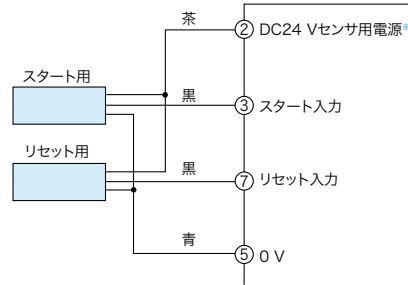 茶
② DC24 Vセンサ用電源※
スタート用
黒
③ スタート入力
リセット用
黒
⑦ リセット入力
青
⑤ 0 V